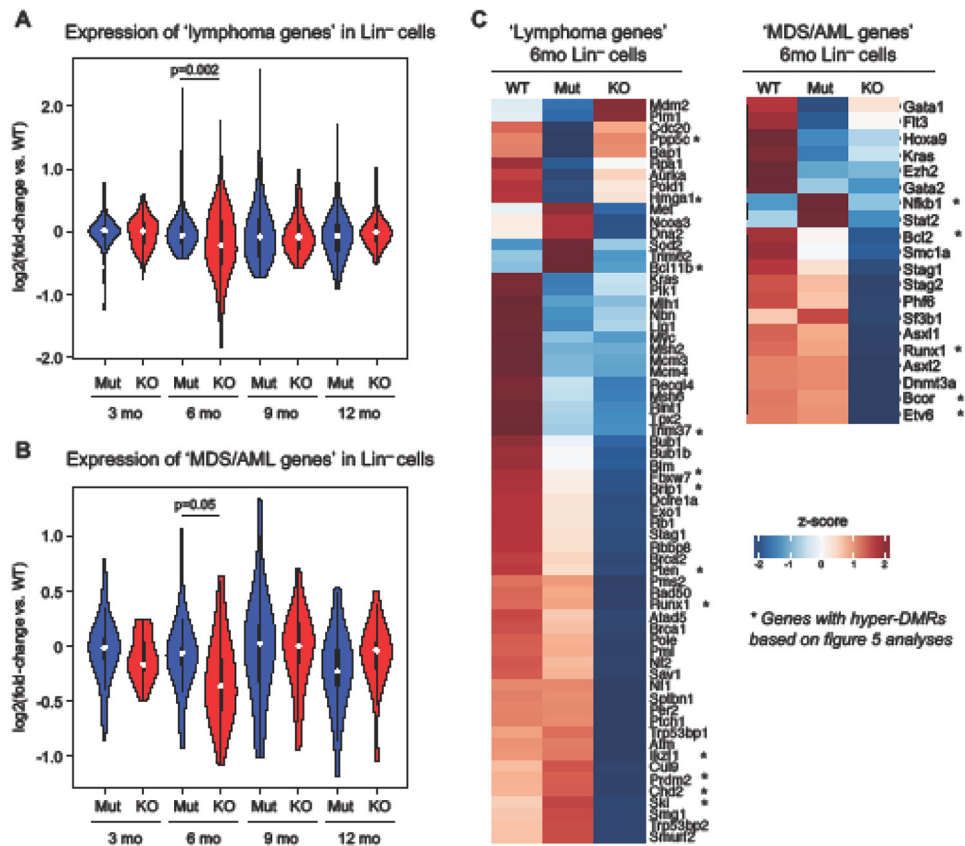 A
Expression of 'lymphoma genes' in Lin⁻ cells
p=0.002
log2(fold-change vs. WT)
2.0
1.0
0
-1.0
-2.0
Mut KO Mut KO Mut KO Mut KO
3 mo 6 mo 9 mo 12 mo
B
Expression of 'MDS/AML genes' in Lin⁻ cells
p=0.05
log2(fold-change vs. WT)
1.0
0.5
0
-0.5
-1.0
Mut KO Mut KO Mut KO Mut KO
3 mo 6 mo 9 mo 12 mo
C
'Lymphoma genes'
6mo Lin⁻ cells
WT Mut KO
Mdm2
Pim1
Cdc20
Ppp5c *
Bap1
Rpa1
Aurka
Pold1
Hmga1 *
Met
Ncoa3
Dna2
Sod2
Trim62
Bcl11b *
Kras
Plk1
Mlh1
Nbn
Lig1
Myc
Msh2
Mcm3
Mcm4
Recql4
Msh6
Rint1
Tpx2
Trim37 *
Bub1
Bub1b
Blm
Fbxw7 *
Brip1 *
Dclre1a
Exo1
Rb1
Stag1
Rbbp8
Brca2
Pten *
Pms2
Rad50
Runx1 *
Atad5
Brca1
Pole
Pml
Nf2
Sav1
Nf1
Sptbn1
Per2
Ptch1
Trp53bp1
Atm
Ikzf1 *
Cul9
Prdm2 *
Chd2 *
Ski *
Smg1
Trp53bp2
Smurf2
'MDS/AML genes'
6mo Lin⁻ cells
WT Mut KO
Gata1
Flt3
Hoxa9
Kras
Ezh2
Gata2
Nfkb1 *
Stat2
Bcl2 *
Smc1a
Stag1
Stag2
Phf6
Sf3b1
Asxl1
Runx1 *
Asxl2
Dnmt3a
Bcor *
Etv6 *
z-score
-2 -1 0 1 2
* Genes with hyper-DMRs
based on figure 5 analyses